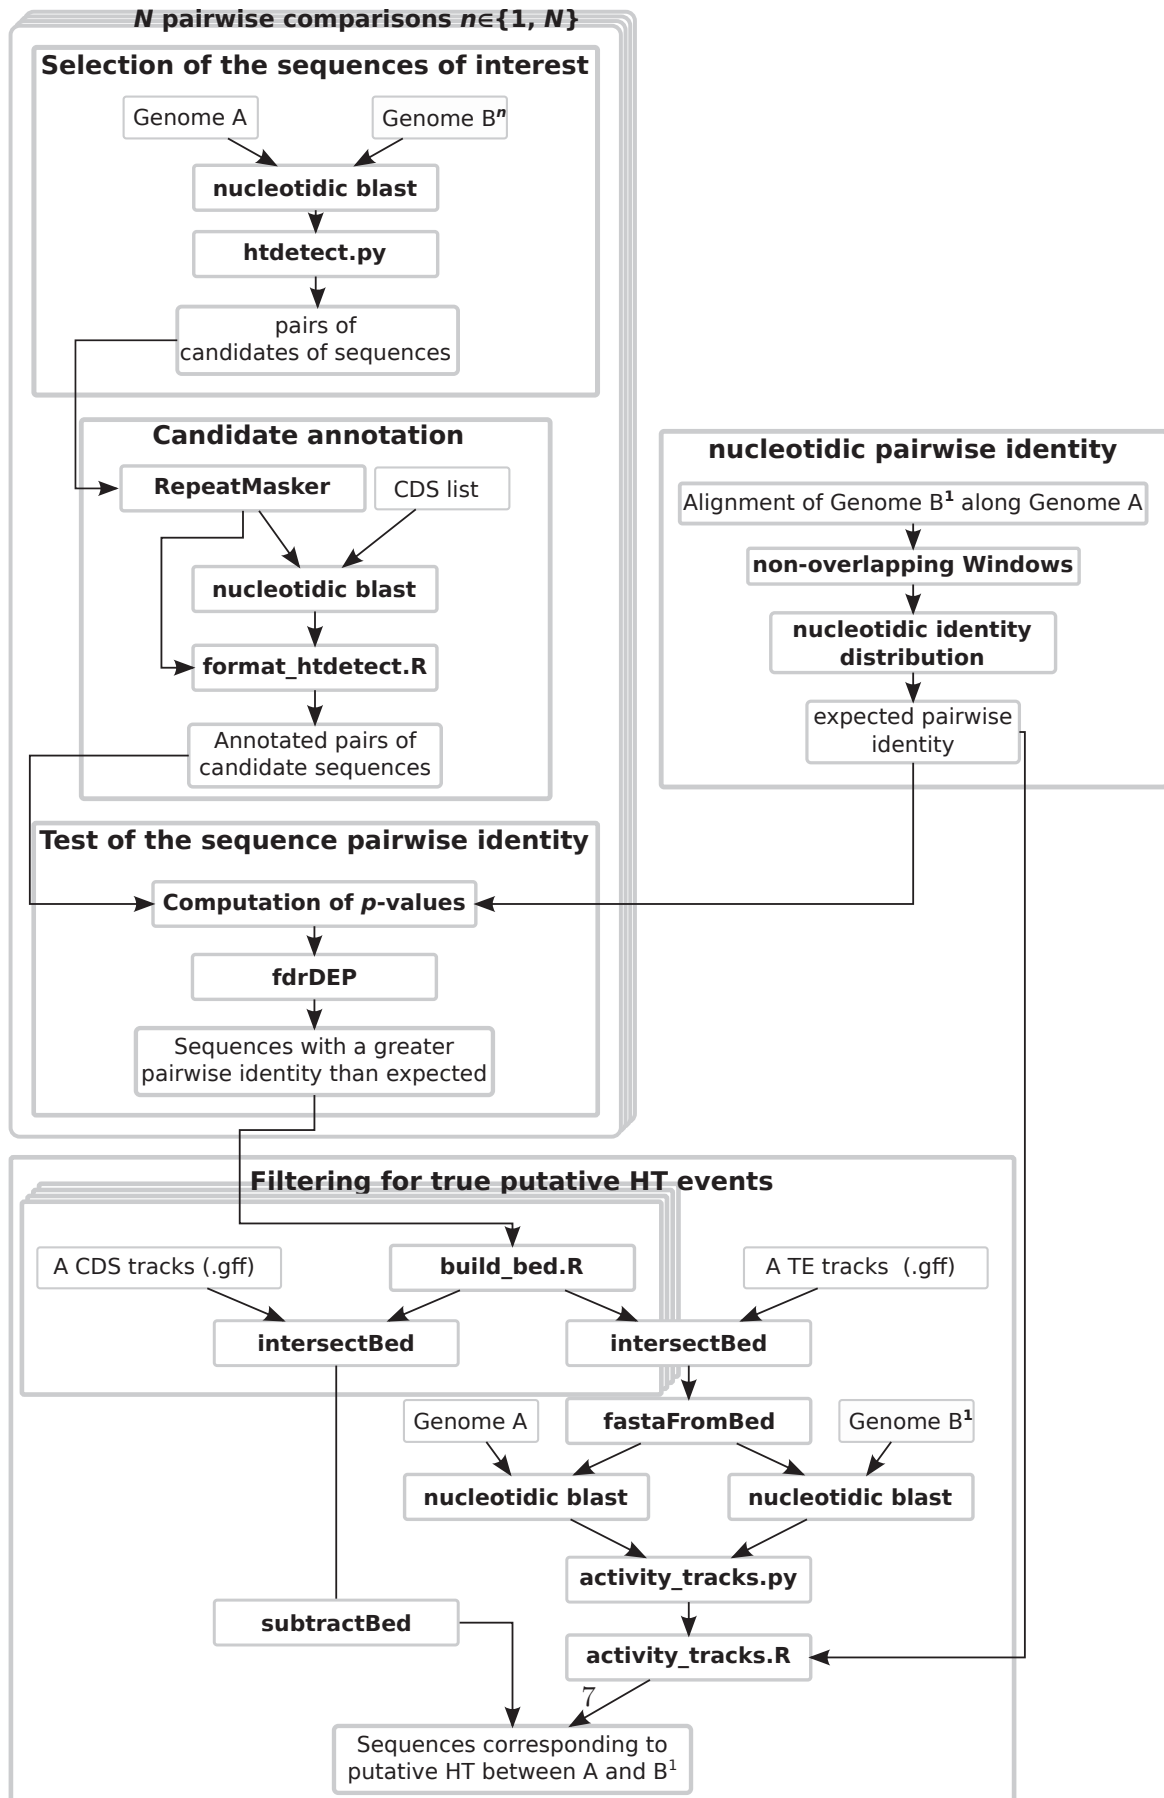 N pairwise comparisons n∈{1, N}
Selection of the sequences of interest
Genome A
Genome Bⁿ
nucleotidic blast
htdetect.py
pairs of
candidates of sequences
Candidate annotation
RepeatMasker
CDS list
nucleotidic blast
format_htdetect.R
Annotated pairs of
candidate sequences
nucleotidic pairwise identity
Alignment of Genome B¹ along Genome A
non-overlapping Windows
nucleotidic identity
distribution
expected pairwise
identity
Test of the sequence pairwise identity
Computation of p-values
fdrDEP
Sequences with a greater
pairwise identity than expected
Filtering for true putative HT events
A CDS tracks (.gff)
build_bed.R
A TE tracks (.gff)
intersectBed
intersectBed
Genome A
fastaFromBed
Genome B¹
nucleotidic blast
nucleotidic blast
activity_tracks.py
subtractBed
activity_tracks.R
7
Sequences corresponding to
putative HT between A and B¹